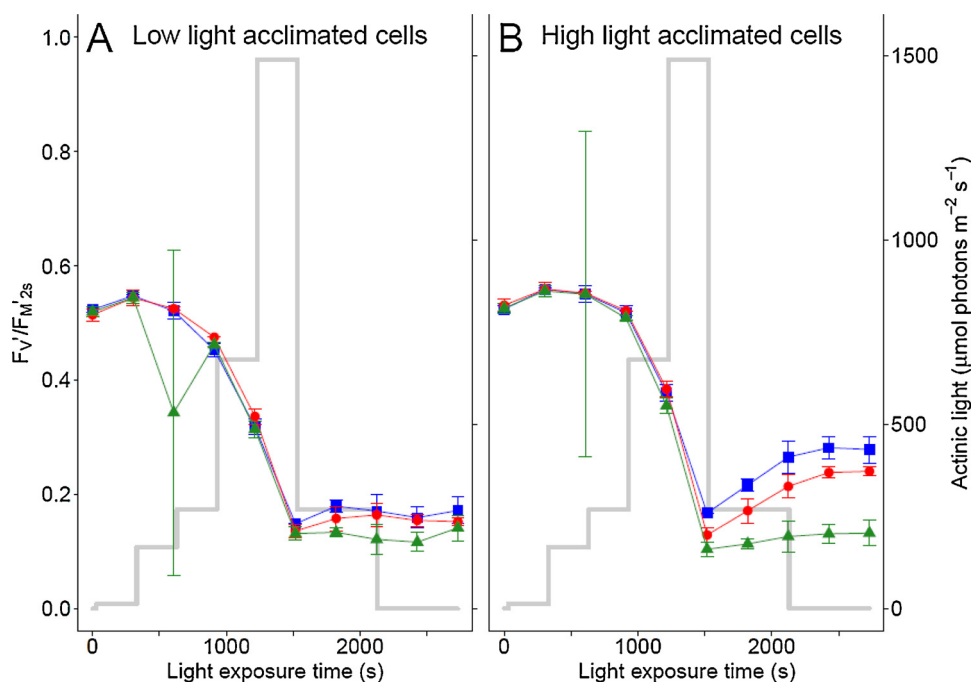 A Low light acclimated cells
B High light acclimated cells
1.0
0.8
0.6
0.4
0.2
0.0
FV'/FM'2s
1500
1000
500
0
Actinic light (µmol photons m−2 s−1)
0 1000 2000
0 1000 2000
Light exposure time (s)
Light exposure time (s)